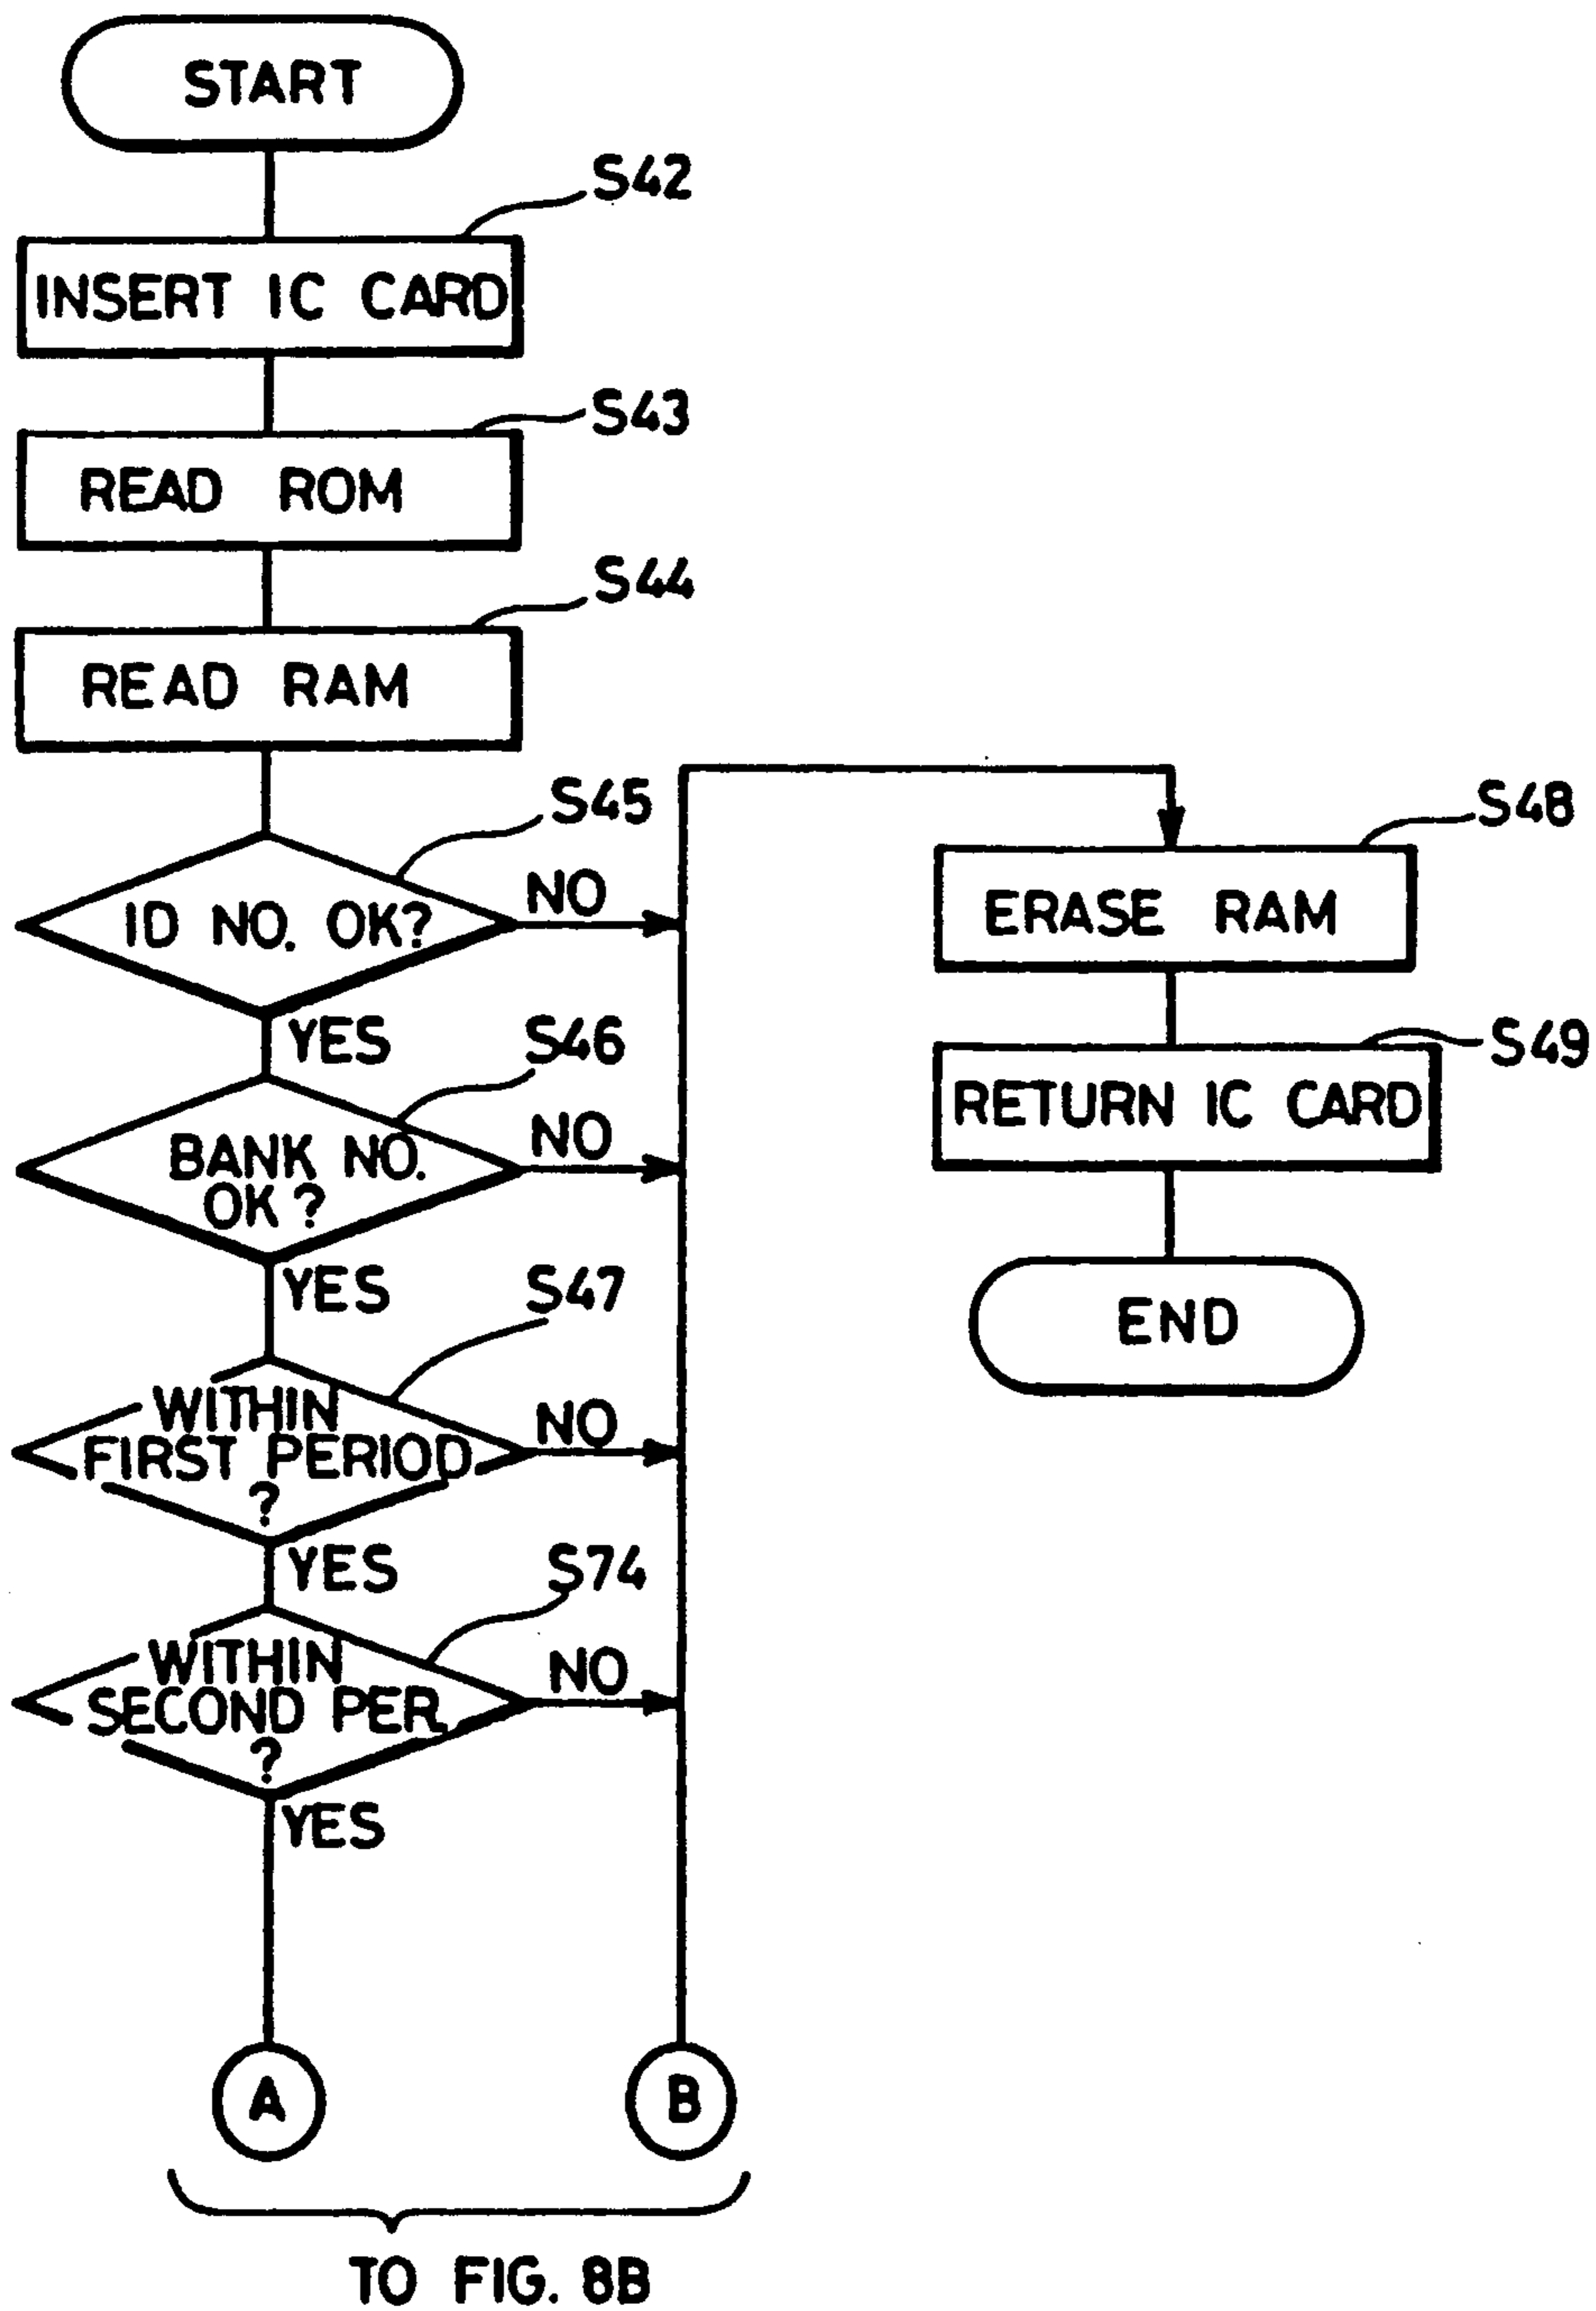 START
S42
INSERT IC CARD
S43
READ ROM
S44
READ RAM
S45
ID NO. OK?
NO
YES
S46
BANK NO.
OK?
NO
YES
S47
WITHIN
FIRST PERIOD
?
NO
YES
S74
WITHIN
SECOND PER.
?
NO
YES
A
B
TO FIG. 8B
S48
ERASE RAM
S49
RETURN IC CARD
END